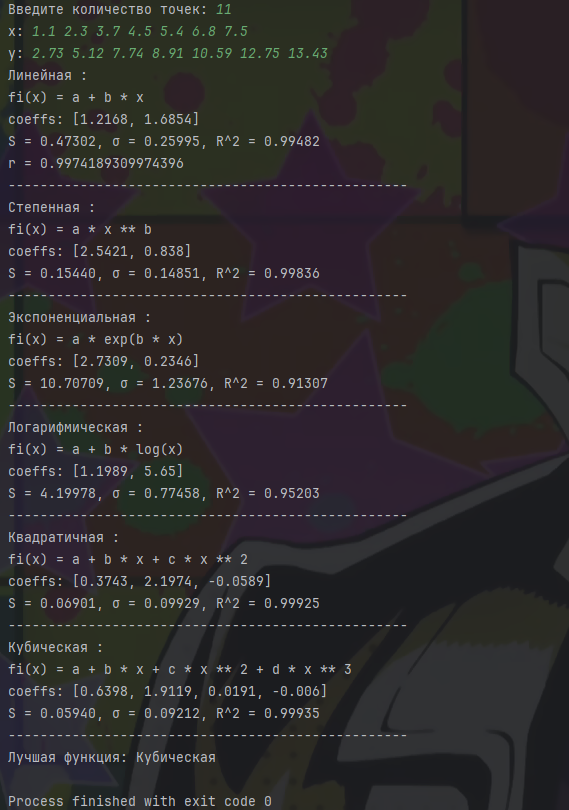 Введите количество точек: 11
x: 1.1 2.3 3.7 4.5 5.4 6.8 7.5
y: 2.73 5.12 7.74 8.91 10.59 12.75 13.43
Линейная :
fi(x) = a + b * x
coeffs: [1.2168, 1.6854]
S = 0.47302, σ = 0.25995, R^2 = 0.99482
r = 0.9974189309974396
--------------------------------------------------
Степенная :
fi(x) = a * x ** b
coeffs: [2.5421, 0.838]
S = 0.15440, σ = 0.14851, R^2 = 0.99836
--------------------------------------------------
Экспоненциальная :
fi(x) = a * exp(b * x)
coeffs: [2.7309, 0.2346]
S = 10.70709, σ = 1.23676, R^2 = 0.91307
--------------------------------------------------
Логарифмическая :
fi(x) = a + b * log(x)
coeffs: [1.1989, 5.65]
S = 4.19978, σ = 0.77458, R^2 = 0.95203
--------------------------------------------------
Квадратичная :
fi(x) = a + b * x + c * x ** 2
coeffs: [0.3743, 2.1974, -0.0589]
S = 0.06901, σ = 0.09929, R^2 = 0.99925
--------------------------------------------------
Кубическая :
fi(x) = a + b * x + c * x ** 2 + d * x ** 3
coeffs: [0.6398, 1.9119, 0.0191, -0.006]
S = 0.05940, σ = 0.09212, R^2 = 0.99935
--------------------------------------------------
Лучшая функция: Кубическая
Process finished with exit code 0